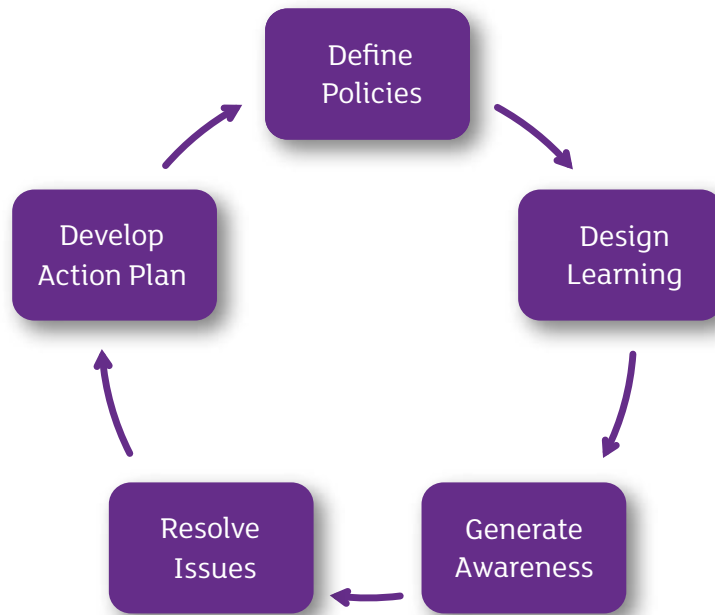 Define
Policies
Design
Learning
Generate
Awareness
Resolve
Issues
Develop
Action Plan